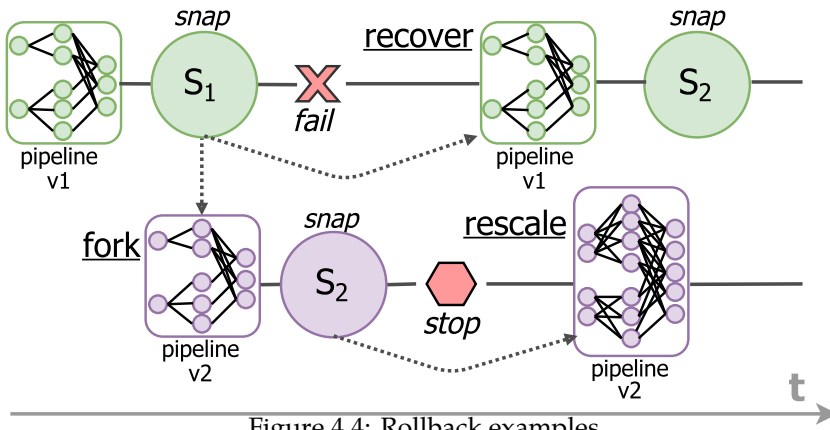 snap
snap
recover
S1
S2
fail
pipeline
v1
pipeline
v1
snap
rescale
fork
S2
stop
pipeline
v2
pipeline
v2
t
Figure 4.4: Rollback examples